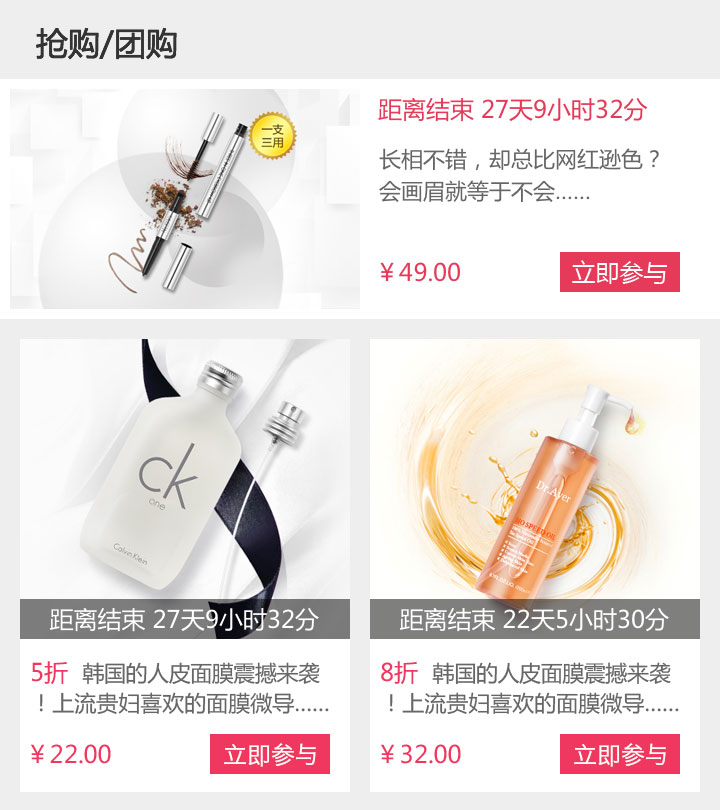 抢购/团购
一支
三用
距离结束 27天9小时32分
长相不错，却总比网红逊色？
会画眉就等于不会......
￥49.00
立即参与
ck
one
Calvin Klein
距离结束 27天9小时32分
5折 韩国的人皮面膜震撼来袭
！上流贵妇喜欢的面膜微导......
￥22.00
立即参与
Dr.Aver
距离结束 22天5小时30分
8折 韩国的人皮面膜震撼来袭
！上流贵妇喜欢的面膜微导......
￥32.00
立即参与